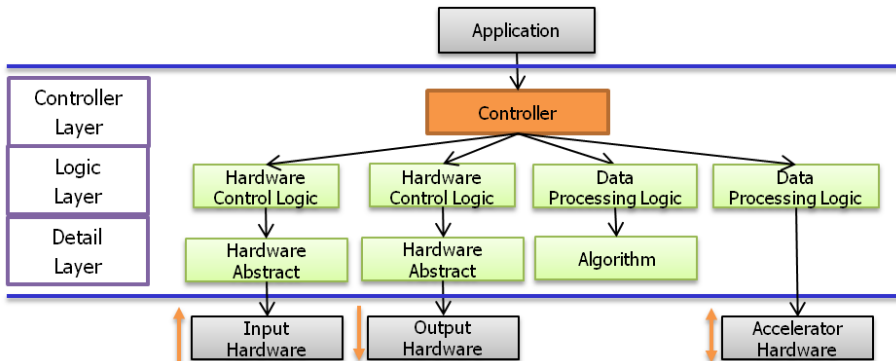 Application
Controller
Layer
Controller
Logic
Layer
Hardware
Control Logic
Hardware
Control Logic
Data
Processing Logic
Data
Processing Logic
Detail
Layer
Hardware
Abstract
Hardware
Abstract
Algorithm
Input
Hardware
Output
Hardware
Accelerator
Hardware